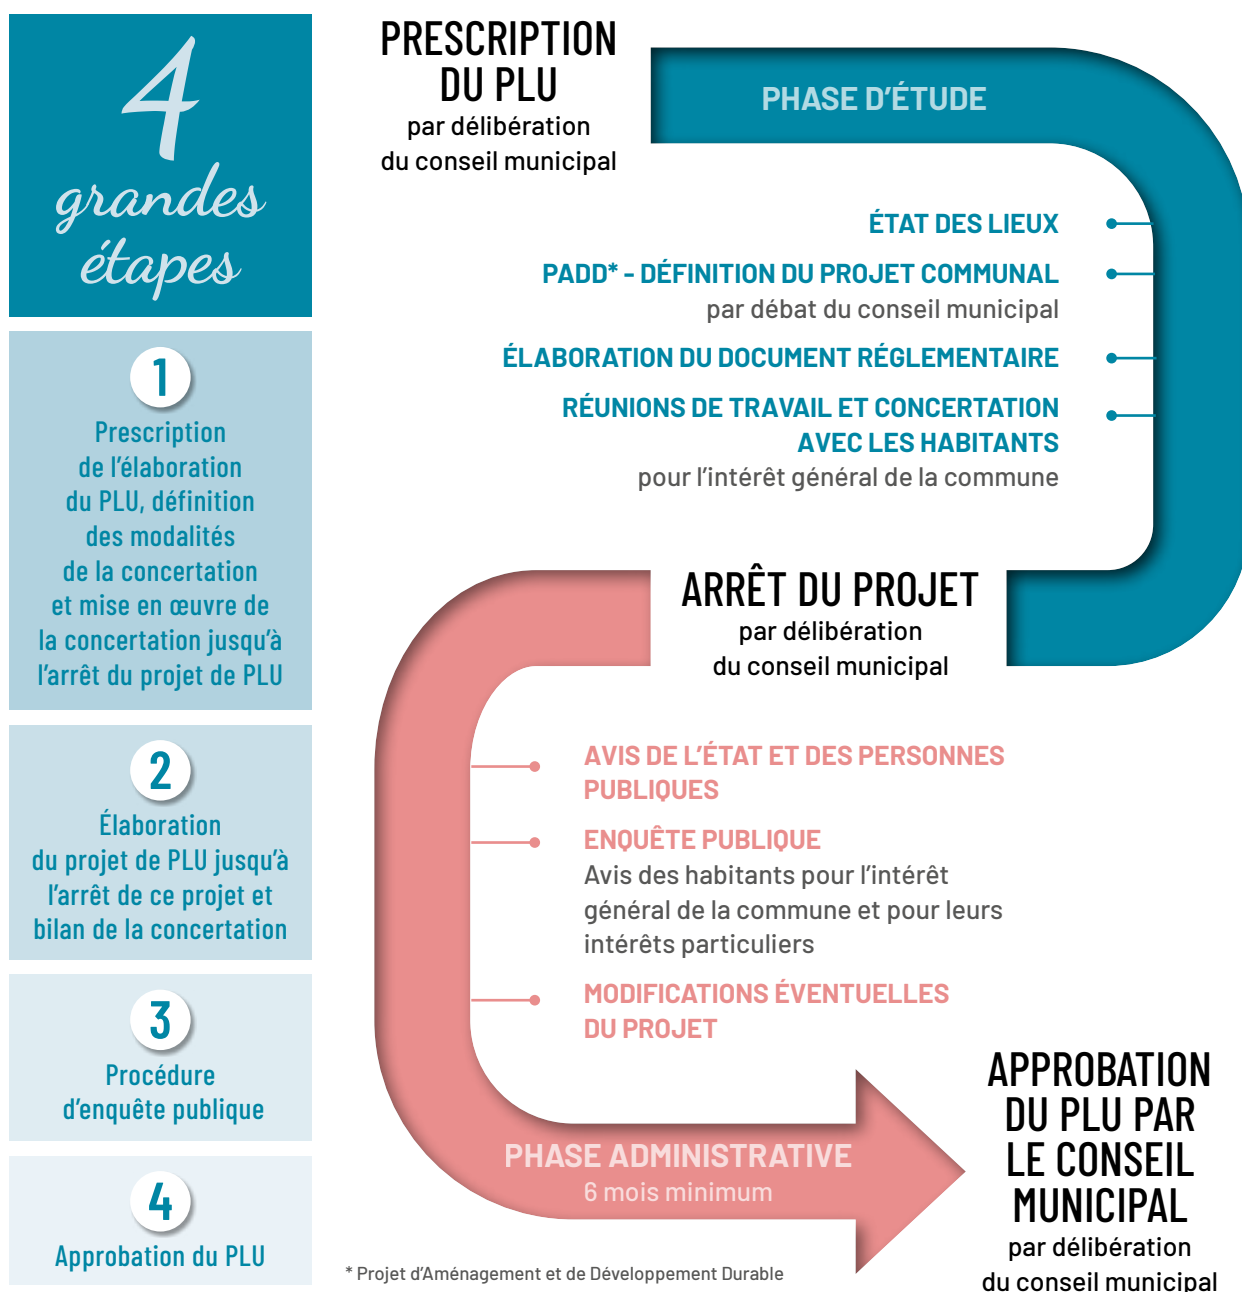 4
grandes
étapes
1
Prescription
de l'élaboration
du PLU, définition
des modalités
de la concertation
et mise en œuvre de
la concertation jusqu'à
l'arrêt du projet de PLU
2
Élaboration
du projet de PLU jusqu'à
l'arrêt de ce projet et
bilan de la concertation
3
Procédure
d'enquête publique
4
Approbation du PLU
PRESCRIPTION
DU PLU
par délibération
du conseil municipal
PHASE D'ÉTUDE
ÉTAT DES LIEUX
PADD* - DÉFINITION DU PROJET COMMUNAL
par débat du conseil municipal
ÉLABORATION DU DOCUMENT RÉGLEMENTAIRE
RÉUNIONS DE TRAVAIL ET CONCERTATION
AVEC LES HABITANTS
pour l'intérêt général de la commune
ARRÊT DU PROJET
par délibération
du conseil municipal
AVIS DE L'ÉTAT ET DES PERSONNES
PUBLIQUES
ENQUÊTE PUBLIQUE
Avis des habitants pour l'intérêt
général de la commune et pour leurs
intérêts particuliers
MODIFICATIONS ÉVENTUELLES
DU PROJET
PHASE ADMINISTRATIVE
6 mois minimum
APPROBATION
DU PLU PAR
LE CONSEIL
MUNICIPAL
par délibération
du conseil municipal
* Projet d'Aménagement et de Développement Durable